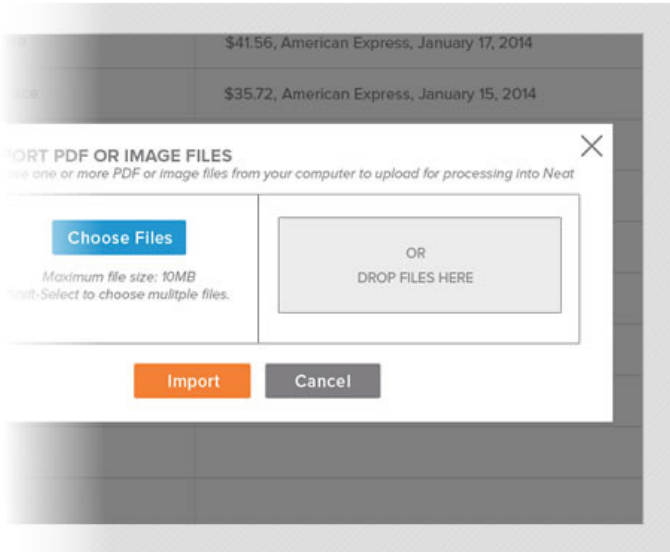 $41.56, American Express, January 17, 2014
$35.72, American Express, January 15, 2014
PORT PDF OR IMAGE FILES
one or more PDF or image files from your computer to upload for processing into Neat
Choose Files
Maximum file size: 10MB
Shift-Select to choose mulitple files.
OR
DROP FILES HERE
Import
Cancel